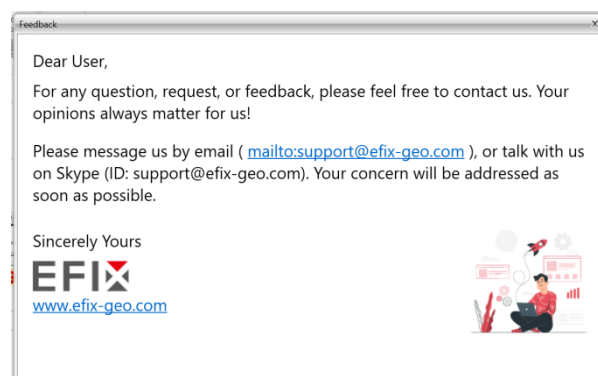 Feedback
x
Dear User,
For any question, request, or feedback, please feel free to contact us. Your
opinions always matter for us!
Please message us by email ( mailto:support@efix-geo.com ), or talk with us
on Skype (ID: support@efix-geo.com). Your concern will be addressed as
soon as possible.
Sincerely Yours
EFIX
www.efix-geo.com